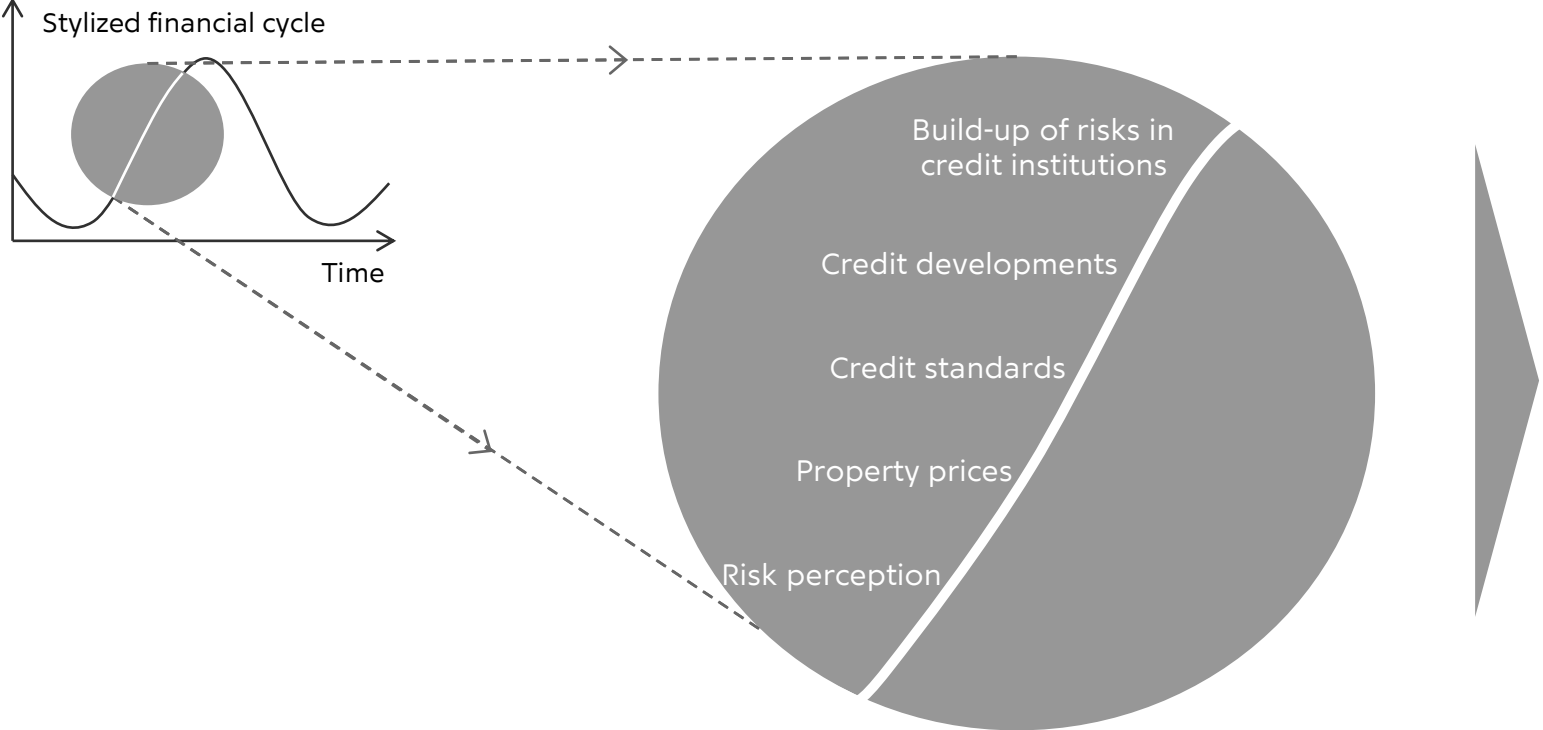 Stylized financial cycle
Time
Build-up of risks in
credit institutions
Credit developments
Credit standards
Property prices
Risk perception